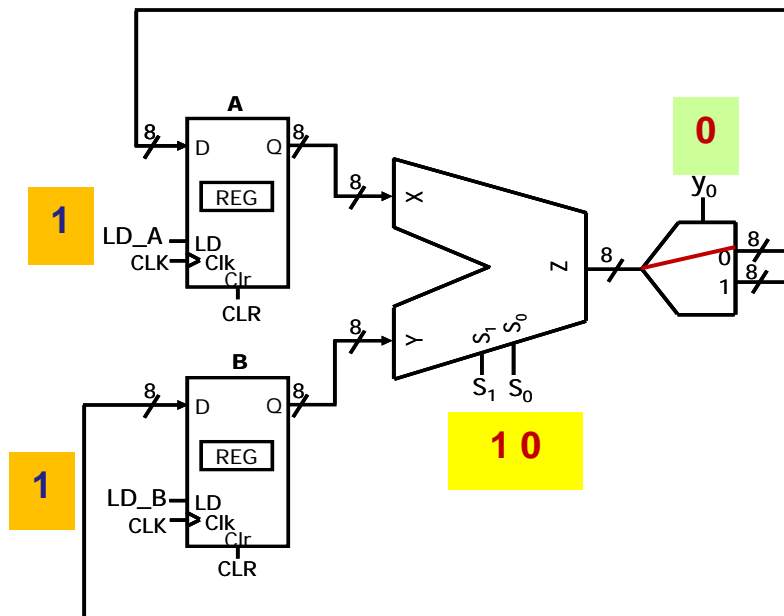 A
8
D
Q
8
REG
1
LD_A
LD
CLK
Clk
Clr
CLR
8
X
Y
Z
S₁
S₀
S₁
S₀
1 0
8
0
y₀
0
8
1
8
B
8
D
Q
8
8
REG
1
LD_B
LD
CLK
Clk
Clr
CLR